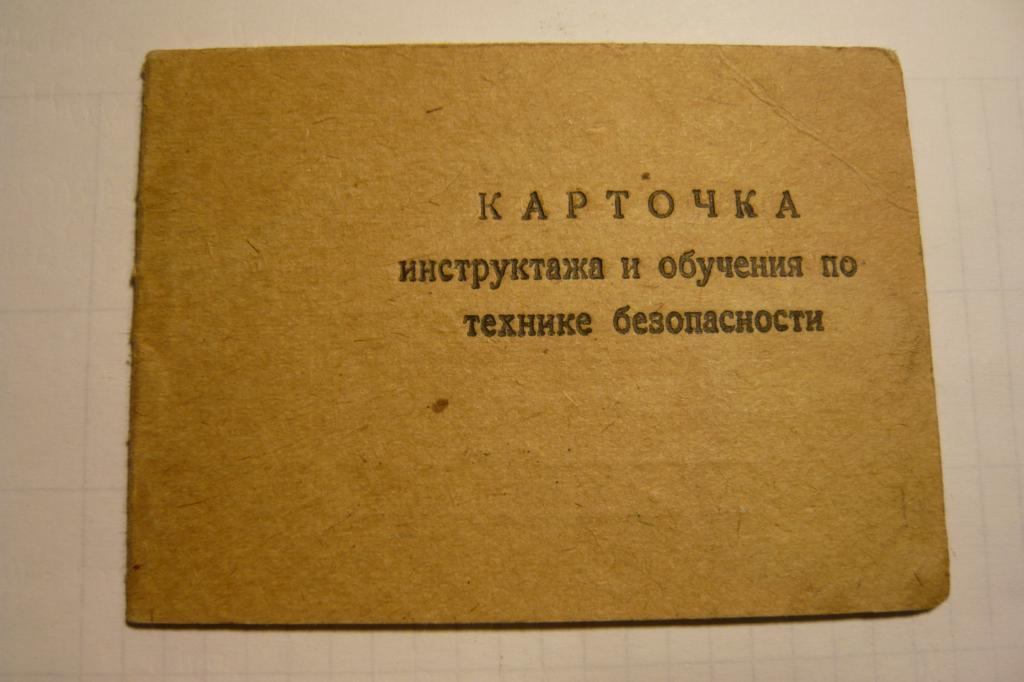 КАРТОЧКА
инструктажа и обучения по
технике безопасности